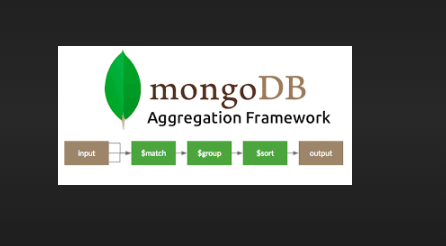 mongoDB
Aggregation Framework
input $match $group $sort output